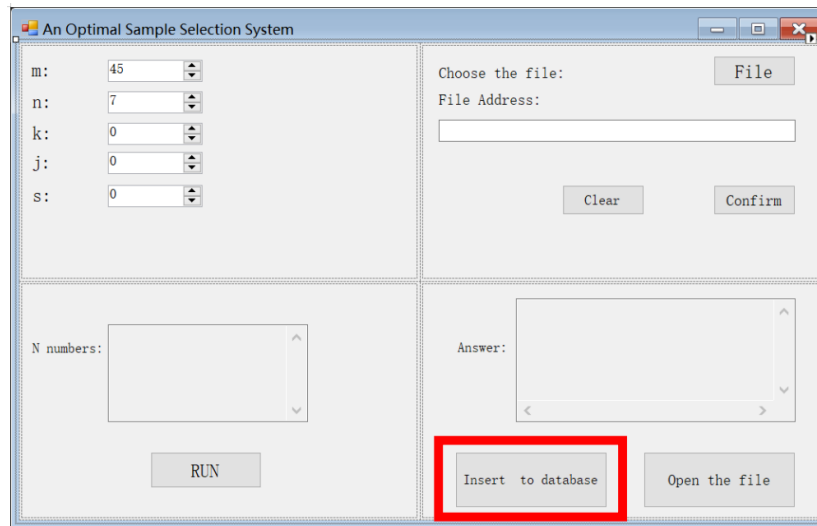 An Optimal Sample Selection System
m: 45
n: 7
k: 0
j: 0
s: 0
Choose the file: File
File Address:
Clear Confirm
N numbers:
RUN
Answer:
Insert to database Open the file